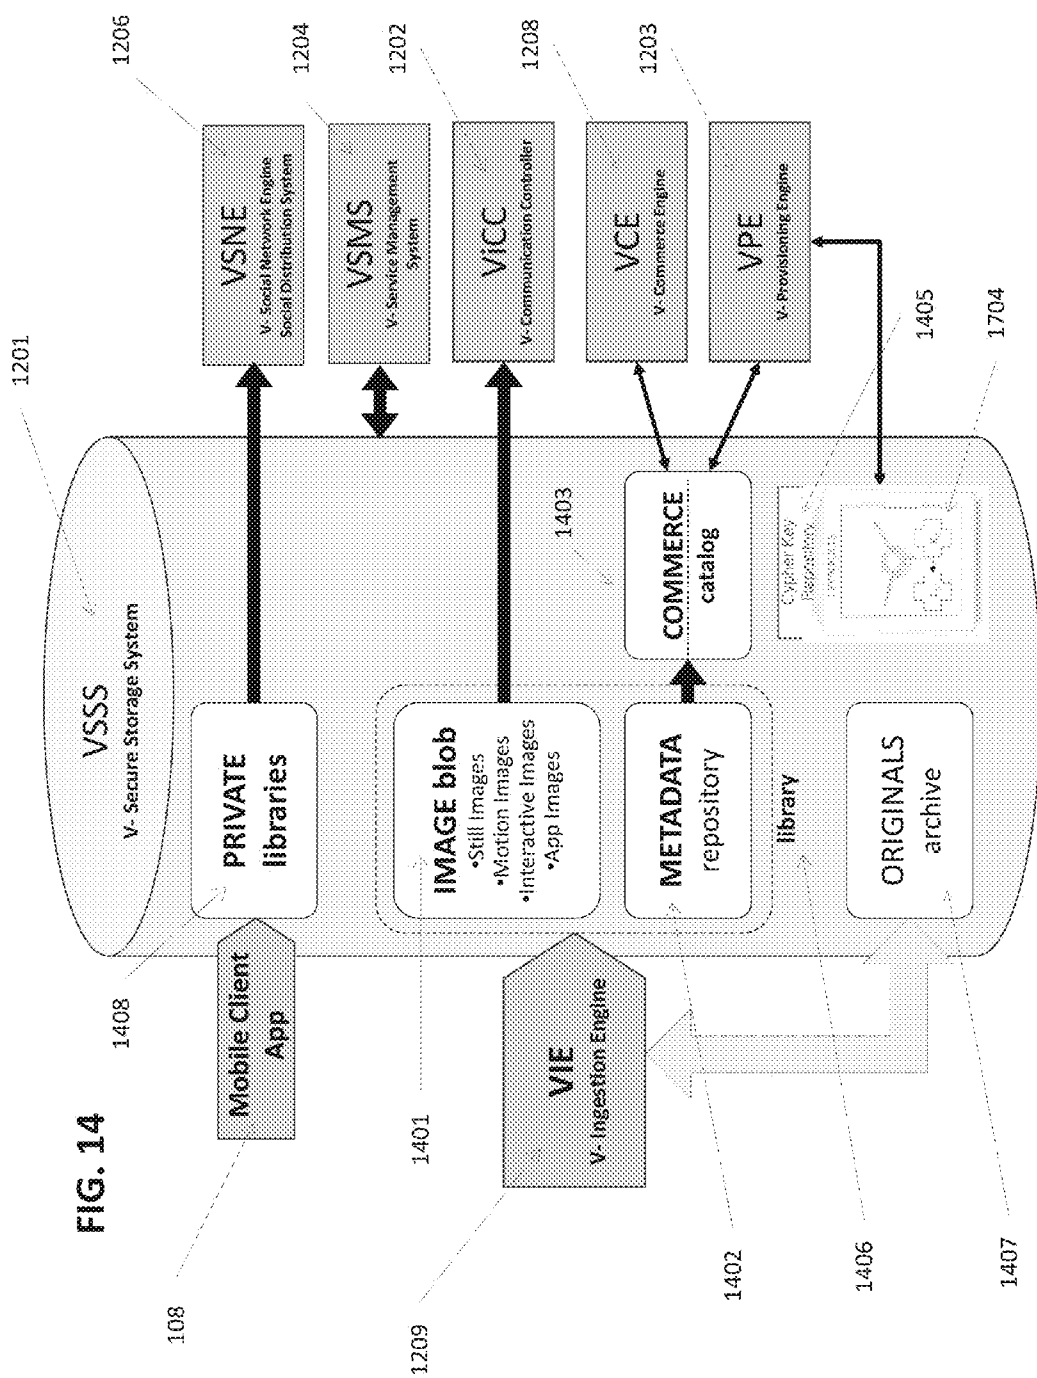 FIG. 14
1201
VSSS
V- Secure Storage System
108
Mobile Client
App
1408
PRIVATE
libraries
1206
VSNE
V- Social Network Engine
Social Distribution System
1204
VSMS
V- Service Management
System
1401
IMAGE blob
•Still Images
•Motion Images
•Interactive Images
•App Images
1202
ViCC
V- Communication Controller
1209
VIE
V- Ingestion Engine
1402
METADATA
repository
library
1406
1403
COMMERCE
catalog
1208
VCE
V- Commerce Engine
1203
VPE
V- Provisioning Engine
Cypher Key
Repository
1405
1704
ORIGINALS
archive
1407